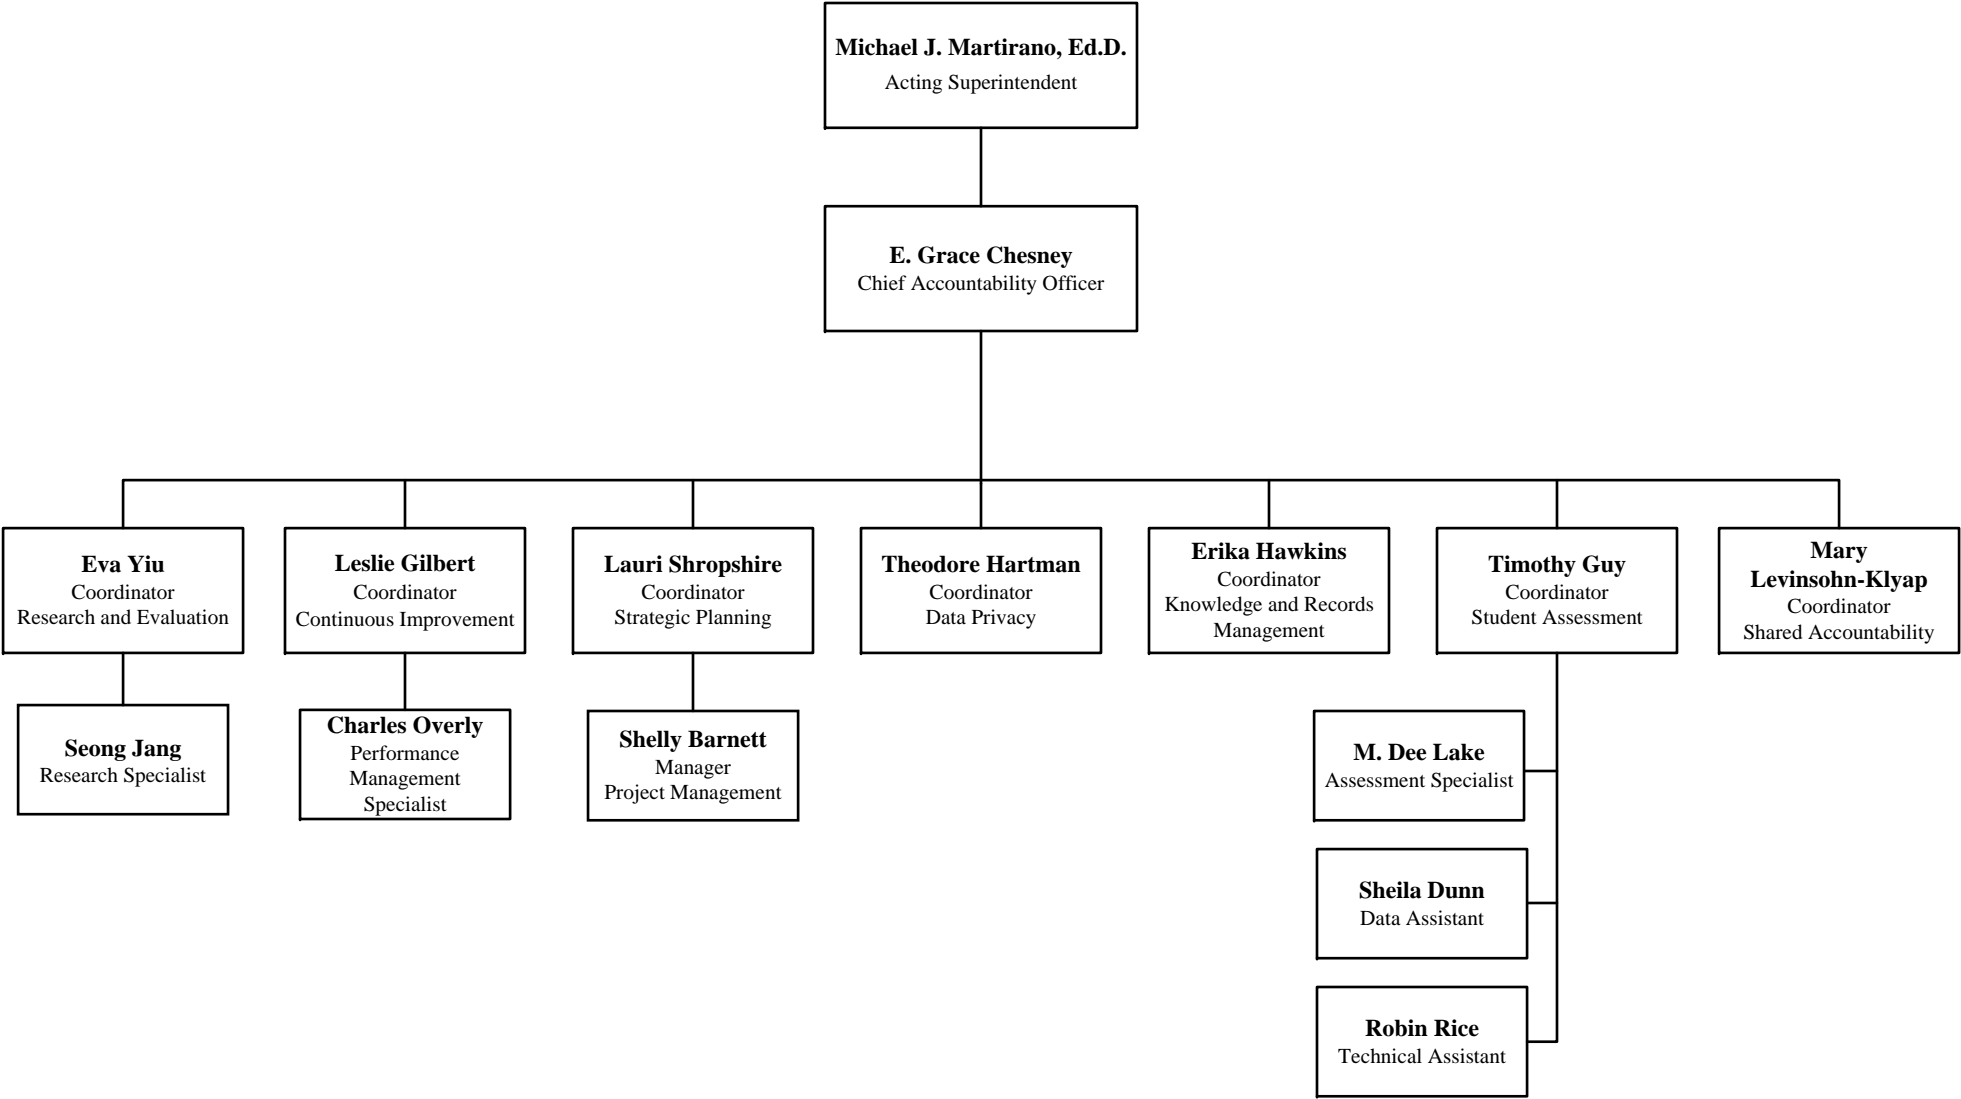 Michael J. Martirano, Ed.D.
Acting Superintendent
E. Grace Chesney
Chief Accountability Officer
Eva Yiu
Coordinator
Research and Evaluation
Leslie Gilbert
Coordinator
Continuous Improvement
Lauri Shropshire
Coordinator
Strategic Planning
Theodore Hartman
Coordinator
Data Privacy
Erika Hawkins
Coordinator
Knowledge and Records
Management
Timothy Guy
Coordinator
Student Assessment
Mary
Levinsohn-Klyap
Coordinator
Shared Accountability
Seong Jang
Research Specialist
Charles Overly
Performance
Management
Specialist
Shelly Barnett
Manager
Project Management
M. Dee Lake
Assessment Specialist
Sheila Dunn
Data Assistant
Robin Rice
Technical Assistant